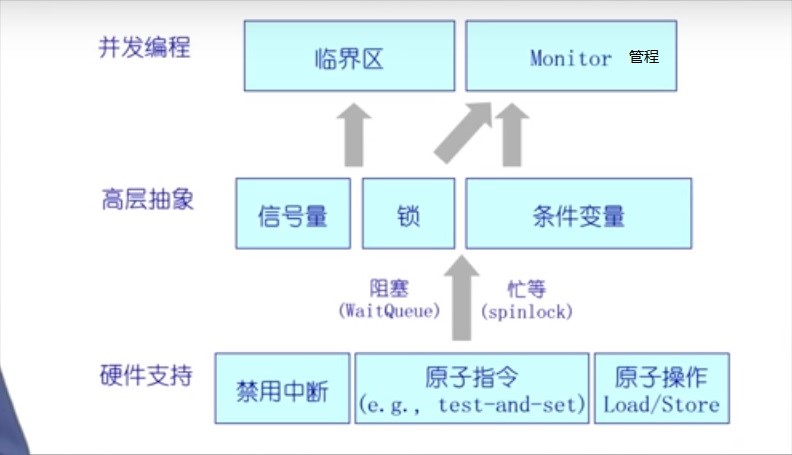 并发编程
临界区
Monitor 管程
高层抽象
信号量
锁
条件变量
阻塞
(WaitQueue)
忙等
(spinlock)
硬件支持
禁用中断
原子指令
(e.g., test-and-set)
原子操作
Load/Store